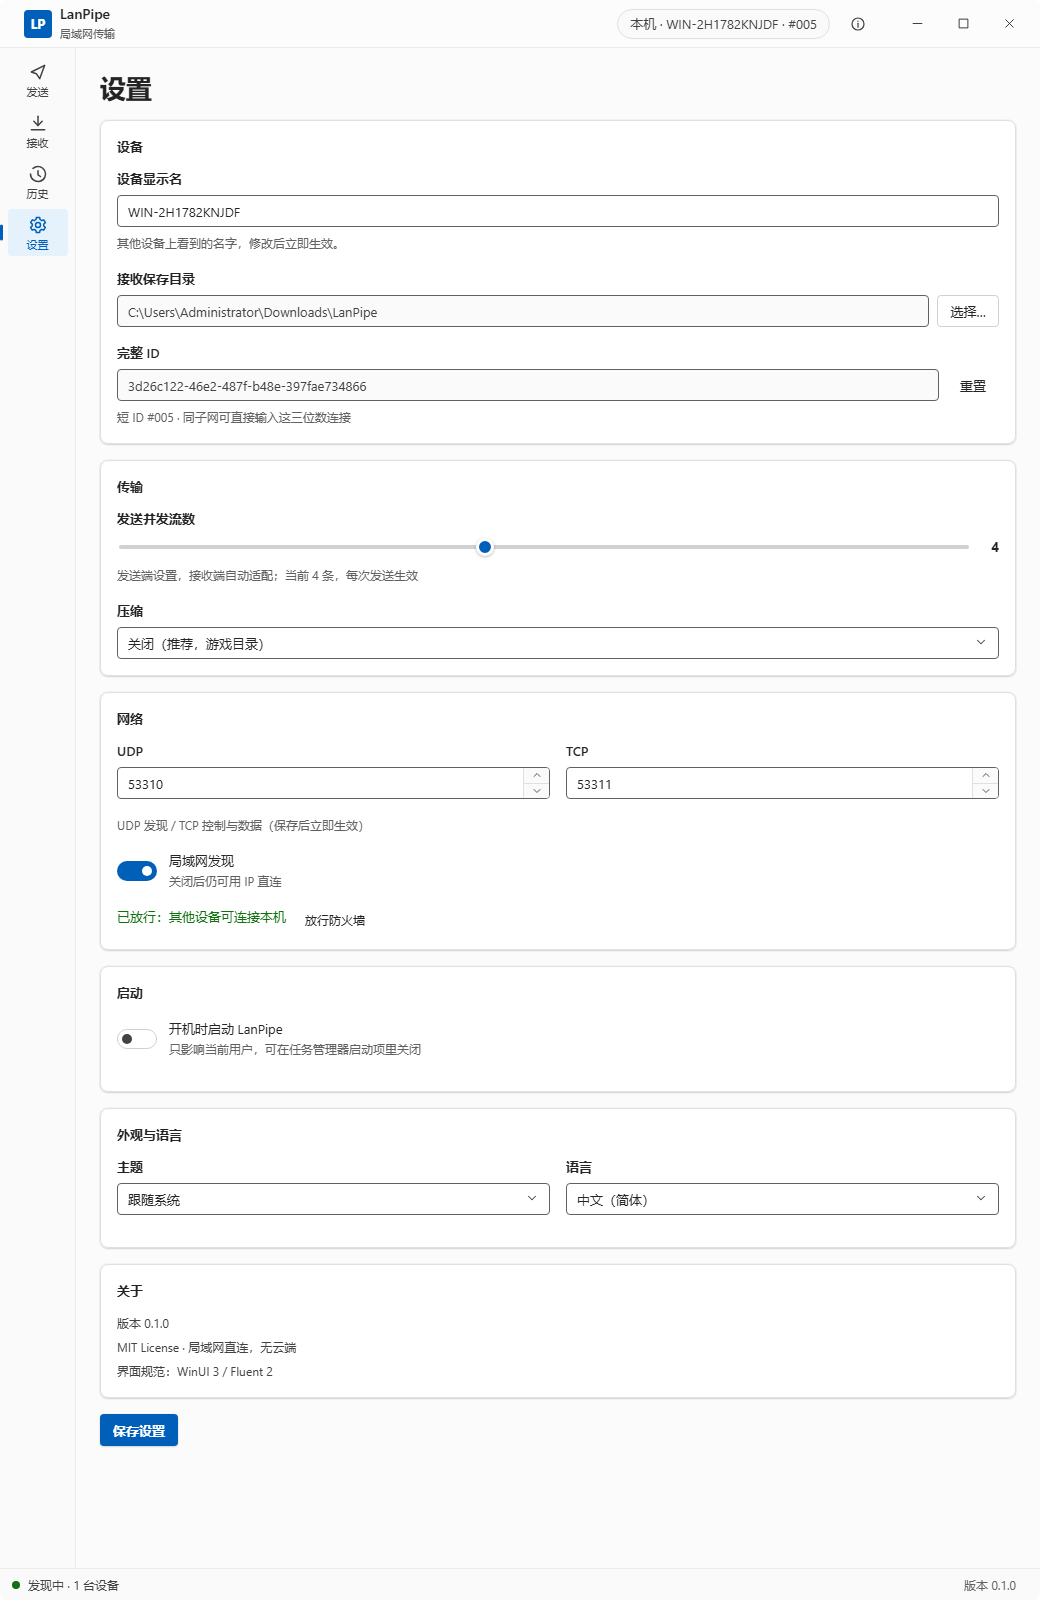 LP
LanPipe
局域网传输
本机 · WIN-2H1782KNJDF · #005
发送
接收
历史
设置
设置
设备
设备显示名
WIN-2H1782KNJDF
其他设备上看到的名字，修改后立即生效。
接收保存目录
C:\Users\Administrator\Downloads\LanPipe
选择...
完整 ID
3d26c122-46e2-487f-b48e-397fae734866
重置
短 ID #005 · 同子网可直接输入这三位数连接
传输
发送并发流数
4
发送端设置，接收端自动适配；当前 4 条，每次发送生效
压缩
关闭（推荐，游戏目录）
网络
UDP
TCP
53310
53311
UDP 发现 / TCP 控制与数据（保存后立即生效）
局域网发现
关闭后仍可用 IP 直连
已放行：其他设备可连接本机
放行防火墙
启动
开机时启动 LanPipe
只影响当前用户，可在任务管理器启动项里关闭
外观与语言
主题
语言
跟随系统
中文（简体）
关于
版本 0.1.0
MIT License · 局域网直连，无云端
界面规范：WinUI 3 / Fluent 2
保存设置
发现中 · 1 台设备
版本 0.1.0